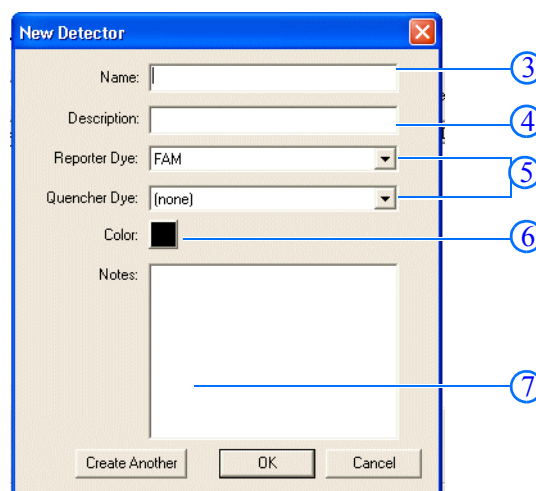 New Detector
Name: 3
Description: 4
Reporter Dye: FAM
5
Quencher Dye: (none)
Color: 6
Notes:
7
Create Another OK Cancel